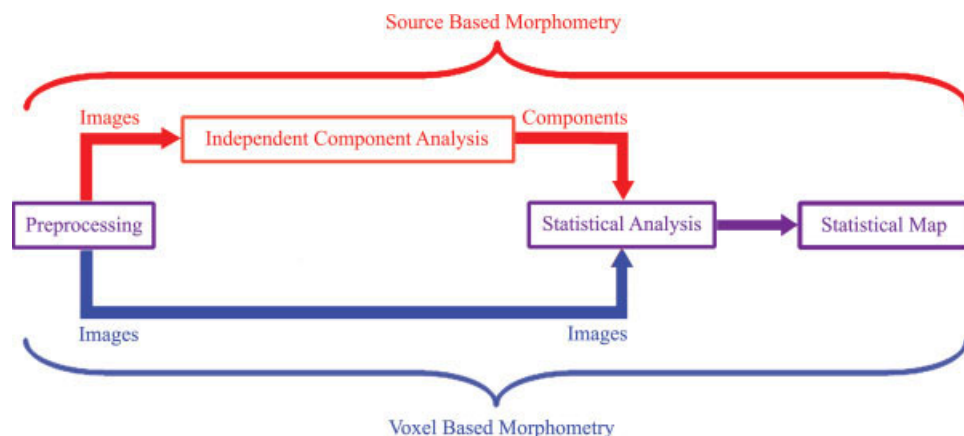 Source Based Morphometry
Images
Components
Independent Component Analysis
Preprocessing
Statistical Analysis
Statistical Map
Images
Images
Voxel Based Morphometry